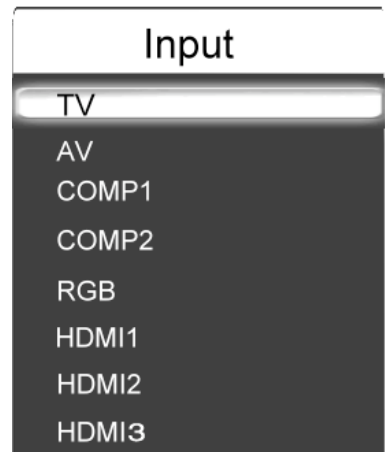 Input
TV
AV
COMP1
COMP2
RGB
HDMI1
HDMI2
HDMI3